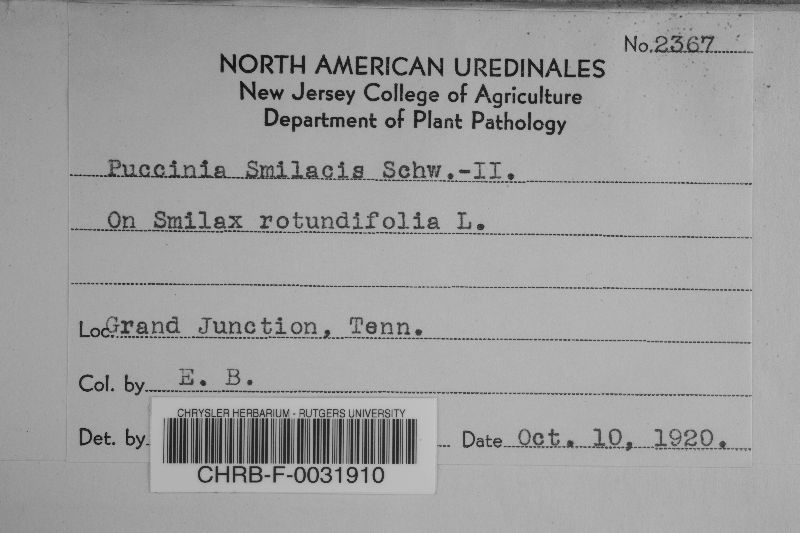 No. 2367
NORTH AMERICAN UREDINALES
New Jersey College of Agriculture
Department of Plant Pathology
Puccinia Smilacis Schw.-II.
On Smilax rotundifolia L.
Loc. Grand Junction, Tenn.
Col. by E. B.
CHRYSLER HERBARIUM - RUTGERS UNIVERSITY
Det. by Date Oct. 10, 1920.
CHRB-F-0031910